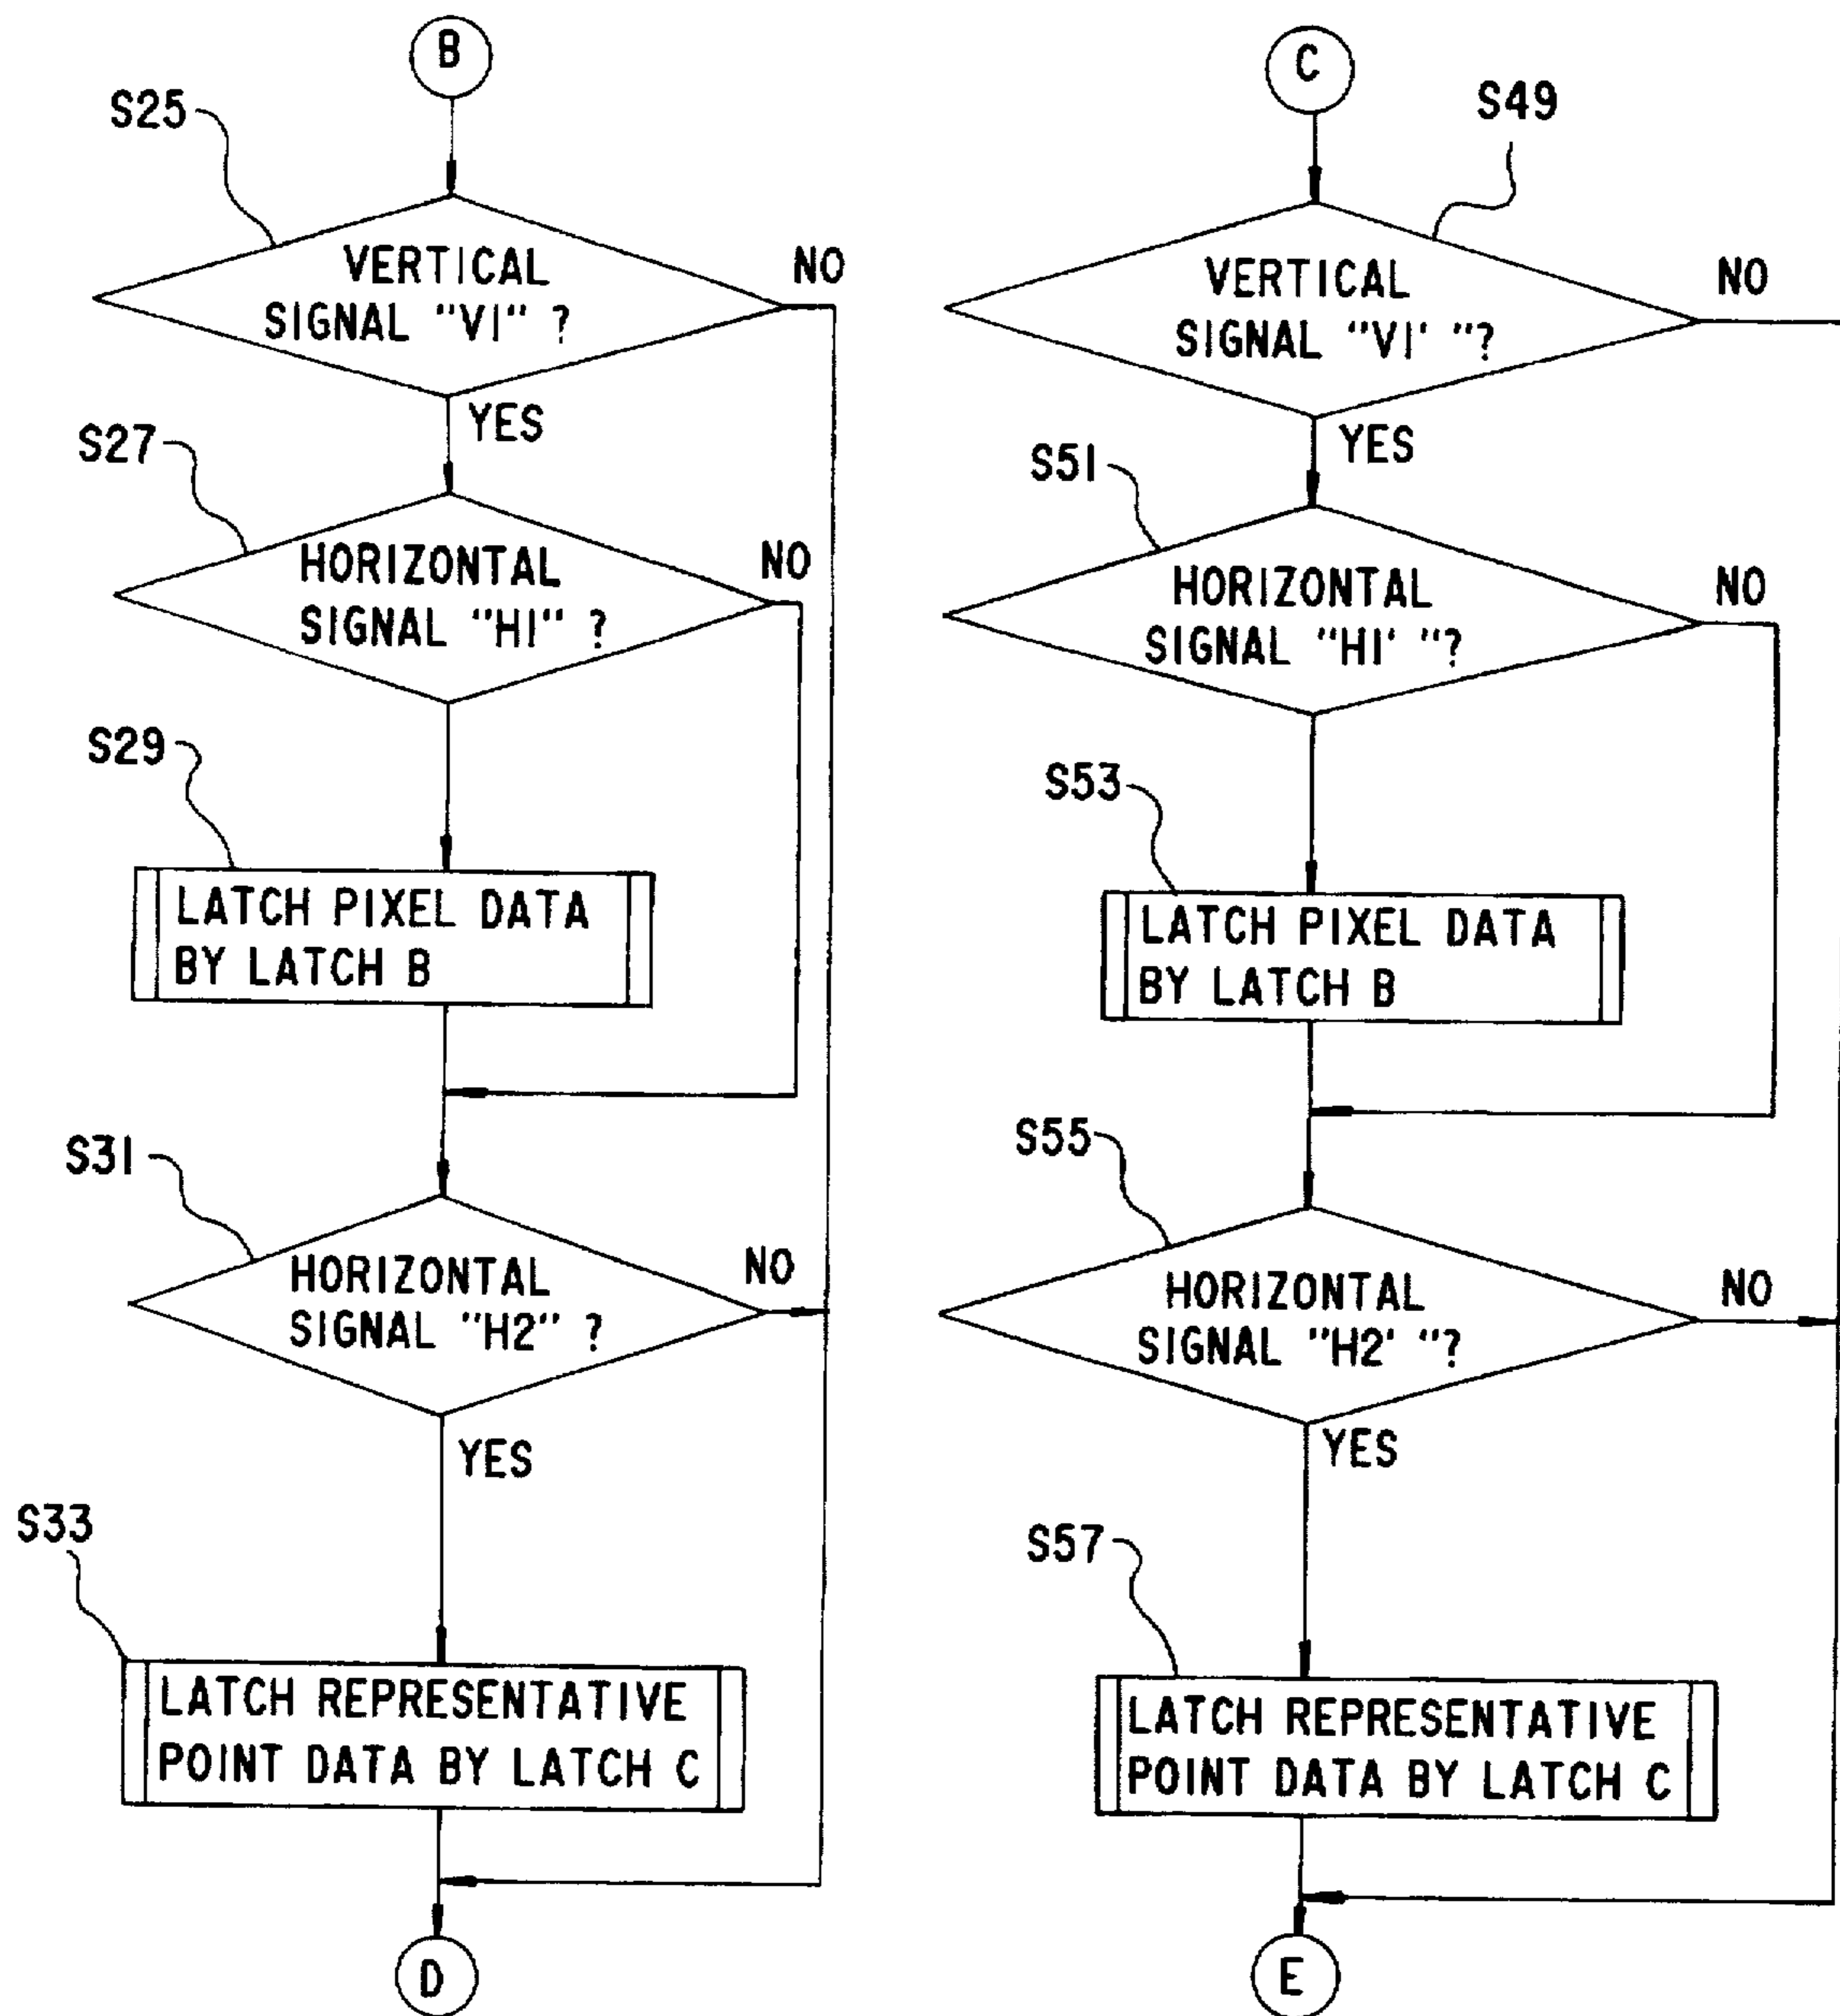 B
S25
VERTICAL
SIGNAL "V1" ?
NO
YES
S27
HORIZONTAL
SIGNAL "H1" ?
NO
S29
LATCH PIXEL DATA
BY LATCH B
S31
HORIZONTAL
SIGNAL "H2" ?
NO
YES
S33
LATCH REPRESENTATIVE
POINT DATA BY LATCH C
D
C
S49
VERTICAL
SIGNAL "V1' "?
NO
YES
S51
HORIZONTAL
SIGNAL "H1' "?
NO
S53
LATCH PIXEL DATA
BY LATCH B
S55
HORIZONTAL
SIGNAL "H2' "?
NO
YES
S57
LATCH REPRESENTATIVE
POINT DATA BY LATCH C
E